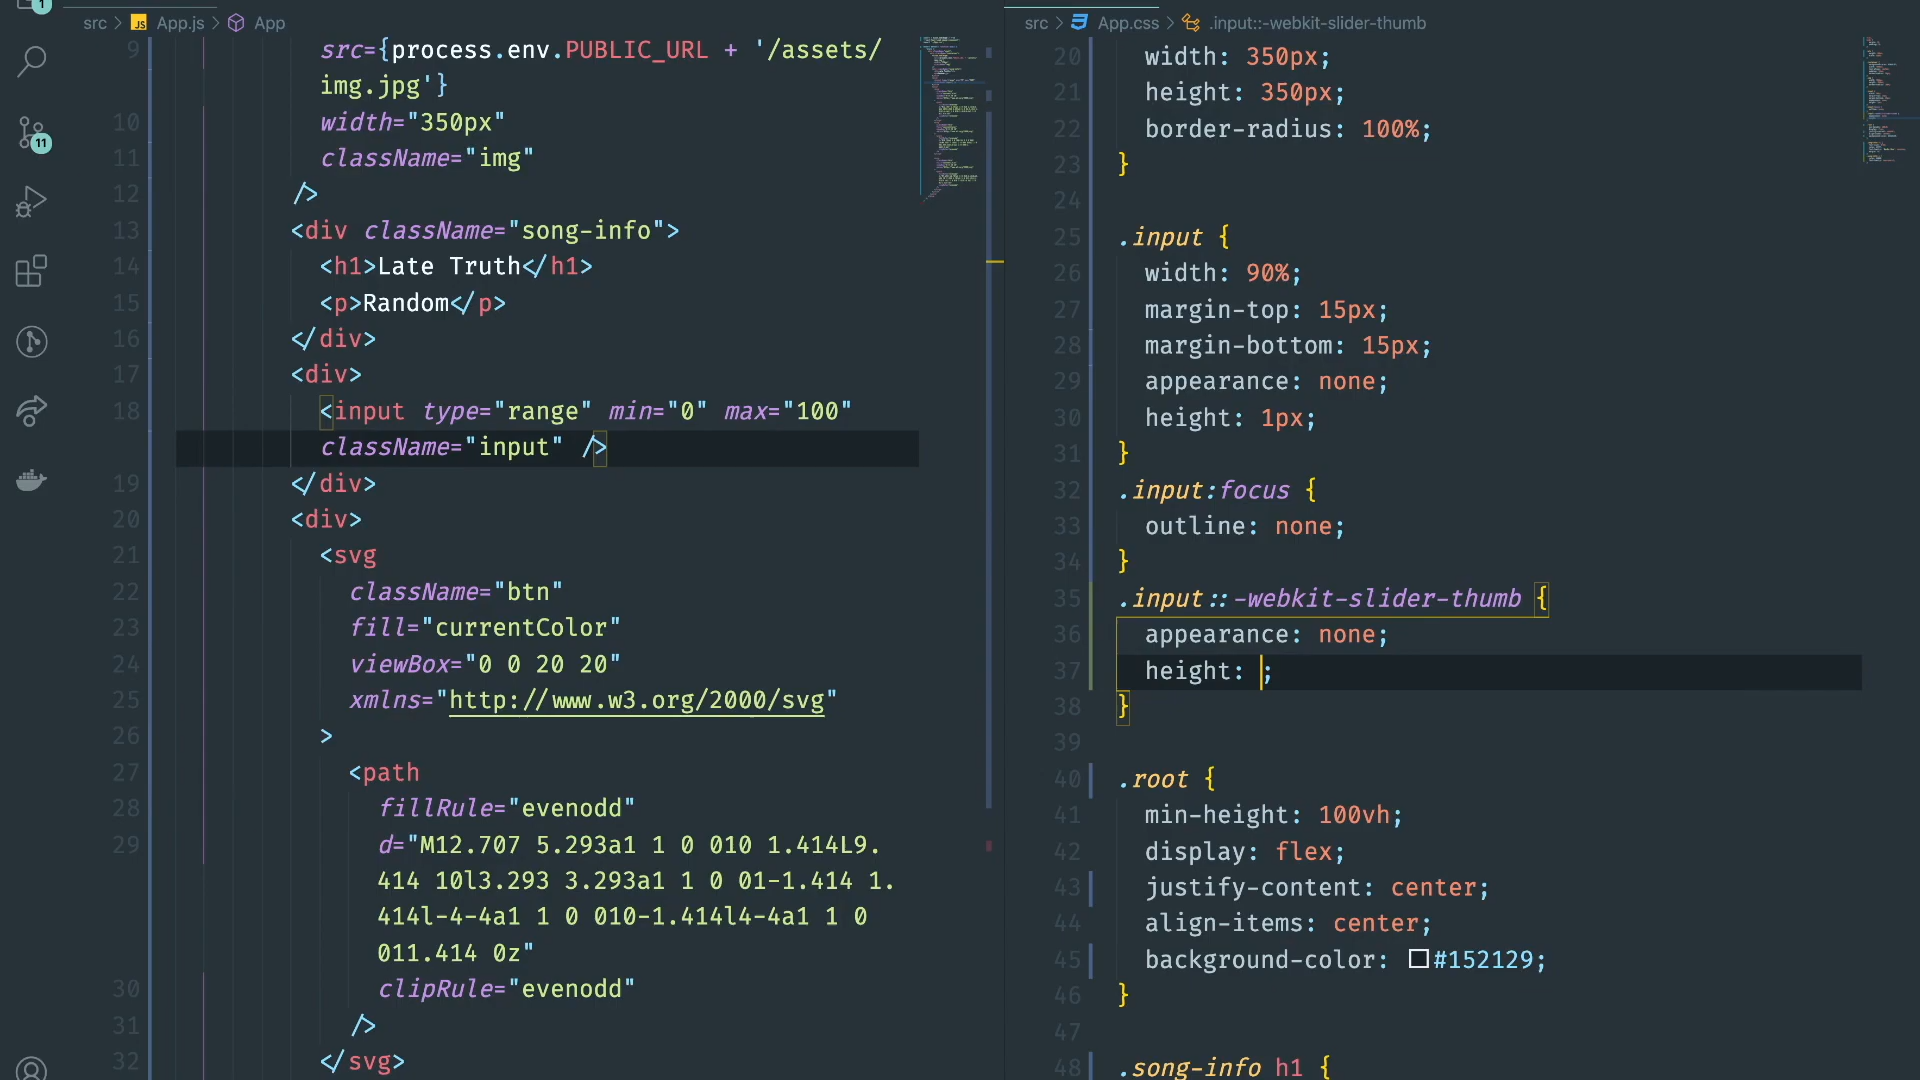 1
src > JS App.js > App
9 src={process.env.PUBLIC_URL + '/assets/
img.jpg'}
10 width="350px"
11 className="img"
12 />
13 <div className="song-info">
14 <h1>Late Truth</h1>
15 <p>Random</p>
16 </div>
17 <div>
18 <input type="range" min="0" max="100"
className="input" />
19 </div>
20 <div>
21 <svg
22 className="btn"
23 fill="currentColor"
24 viewBox="0 0 20 20"
25 xmlns="http://www.w3.org/2000/svg"
26 >
27 <path
28 fillRule="evenodd"
29 d="M12.707 5.293a1 1 0 010 1.414L9.
414 10l3.293 3.293a1 1 0 01-1.414 1.
414l-4-4a1 1 0 010-1.414l4-4a1 1 0
011.414 0z"
30 clipRule="evenodd"
31 />
32 </svg>
11
src > App.css > .input::-webkit-slider-thumb
20 width: 350px;
21 height: 350px;
22 border-radius: 100%;
23 }
24
25 .input {
26 width: 90%;
27 margin-top: 15px;
28 margin-bottom: 15px;
29 appearance: none;
30 height: 1px;
31 }
32 .input:focus {
33 outline: none;
34 }
35 .input::-webkit-slider-thumb {
36 appearance: none;
37 height: ;
38 }
39
40 .root {
41 min-height: 100vh;
42 display: flex;
43 justify-content: center;
44 align-items: center;
45 background-color: #152129;
46 }
47
48 .song-info h1 {